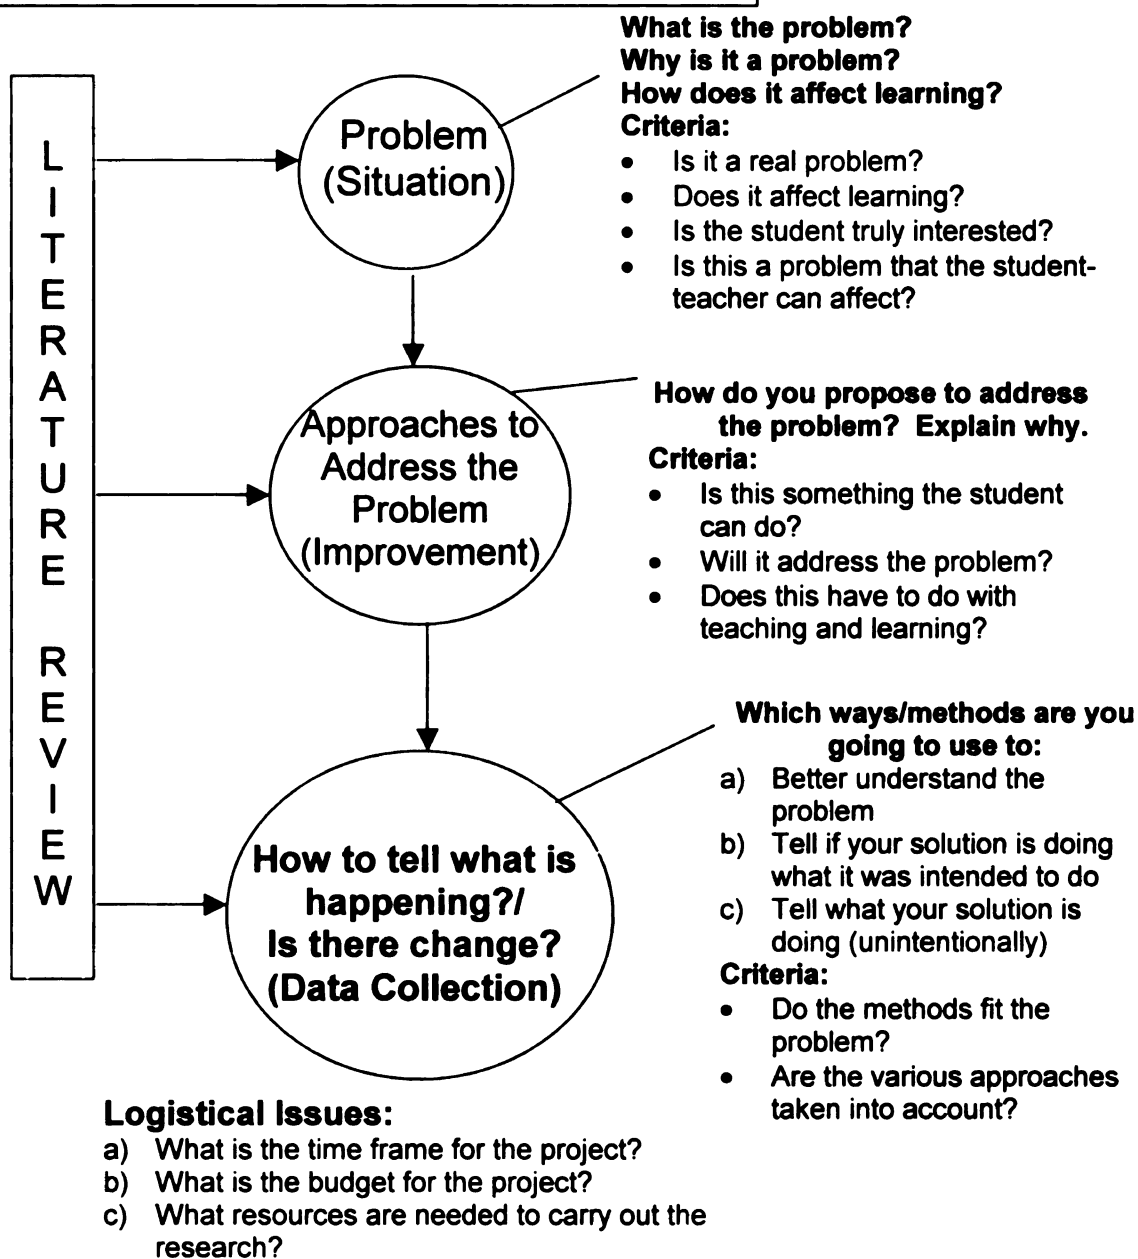 What is the problem?
Why is it a problem?
How does it affect learning?
Criteria:
• Is it a real problem?
• Does it affect learning?
• Is the student truly interested?
• Is this a problem that the student-
teacher can affect?
LITERATURE REVIEW
Problem
(Situation)
How do you propose to address
the problem? Explain why.
Criteria:
• Is this something the student
can do?
• Will it address the problem?
• Does this have to do with
teaching and learning?
Approaches to
Address the
Problem
(Improvement)
Which ways/methods are you
going to use to:
a) Better understand the
problem
b) Tell if your solution is doing
what it was intended to do
c) Tell what your solution is
doing (unintentionally)
Criteria:
• Do the methods fit the
problem?
• Are the various approaches
taken into account?
How to tell what is
happening?/
Is there change?
(Data Collection)
Logistical Issues:
a) What is the time frame for the project?
b) What is the budget for the project?
c) What resources are needed to carry out the
research?